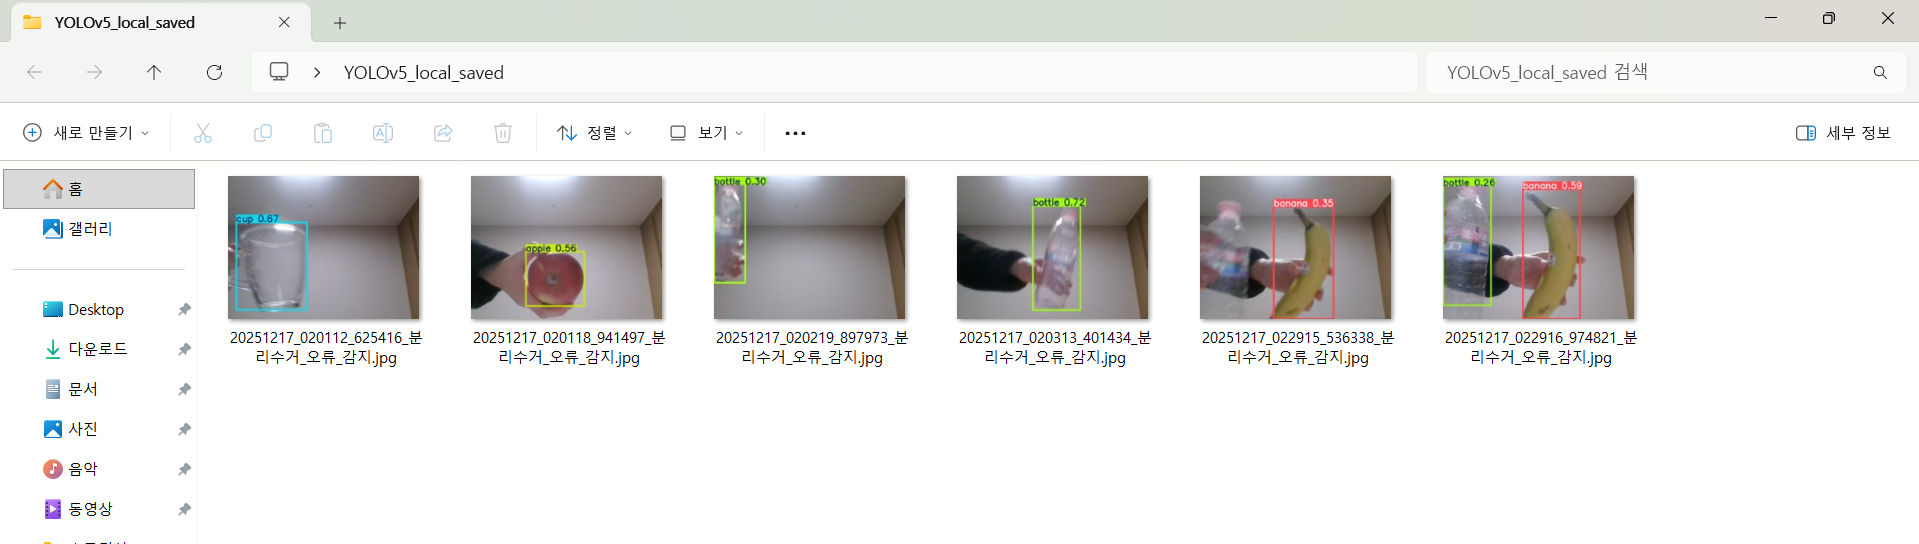 YOLOv5_local_saved
YOLOv5_local_saved
YOLOv5_local_saved 검색
새로 만들기
정렬
보기
세부 정보
홈
갤러리
Desktop
다운로드
문서
사진
음악
동영상
cup 0.67
apple 0.56
bottle 0.30
bottle 0.72
banana 0.35
bottle 0.26
banana 0.59
20251217_020112_625416_분
리수거_오류_감지.jpg
20251217_020118_941497_분
리수거_오류_감지.jpg
20251217_020219_897973_분
리수거_오류_감지.jpg
20251217_020313_401434_분
리수거_오류_감지.jpg
20251217_022915_536338_분
리수거_오류_감지.jpg
20251217_022916_974821_분
리수거_오류_감지.jpg